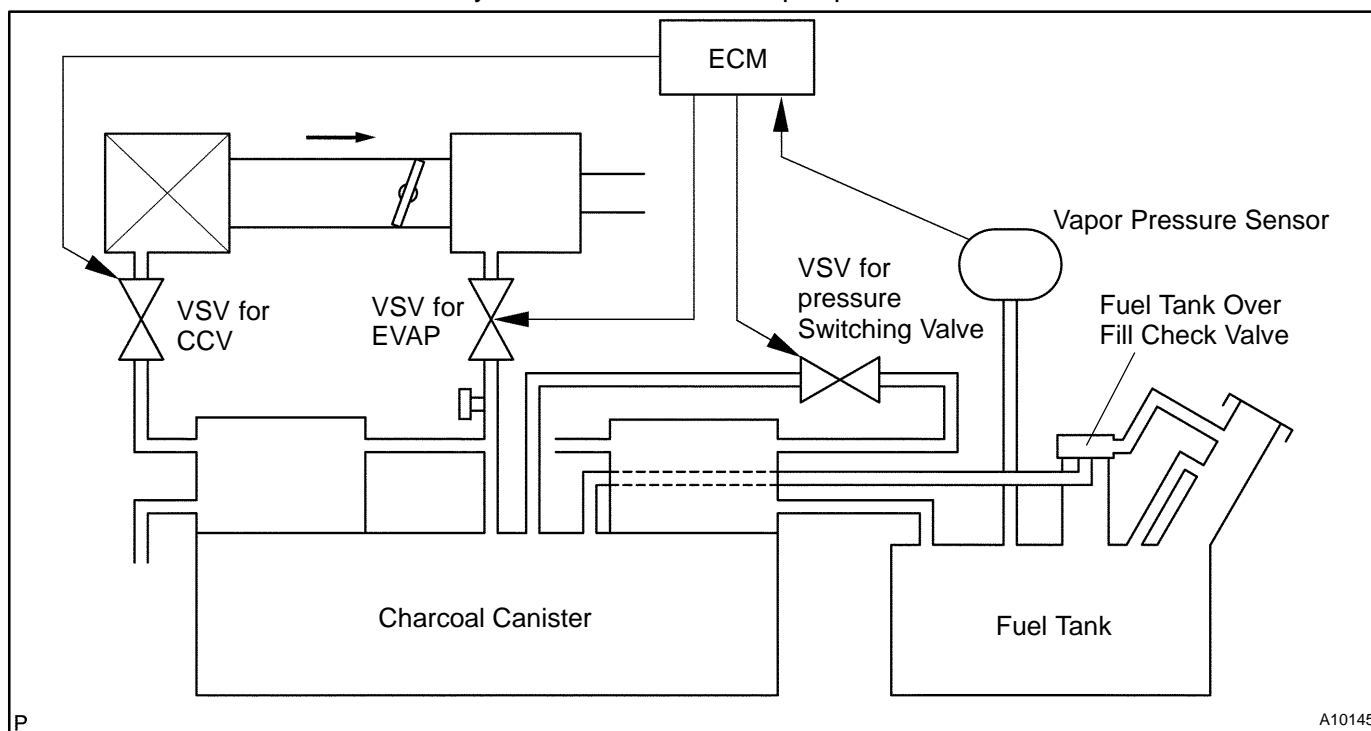 ECM
Vapor Pressure Sensor
VSV for
CCV
VSV for
EVAP
VSV for
pressure
Switching Valve
Fuel Tank Over
Fill Check Valve
Charcoal Canister
Fuel Tank
P
A10145